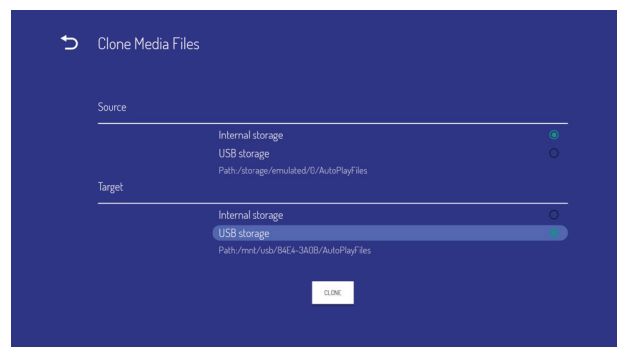 Clone Media Files
Source
Internal storage
USB storage
Path:/storage/emulated/0/AutoPlayFiles
Target
Internal storage
USB storage
Path:/mnt/usb/84E4-3A0B/AutoPlayFiles
CLONE